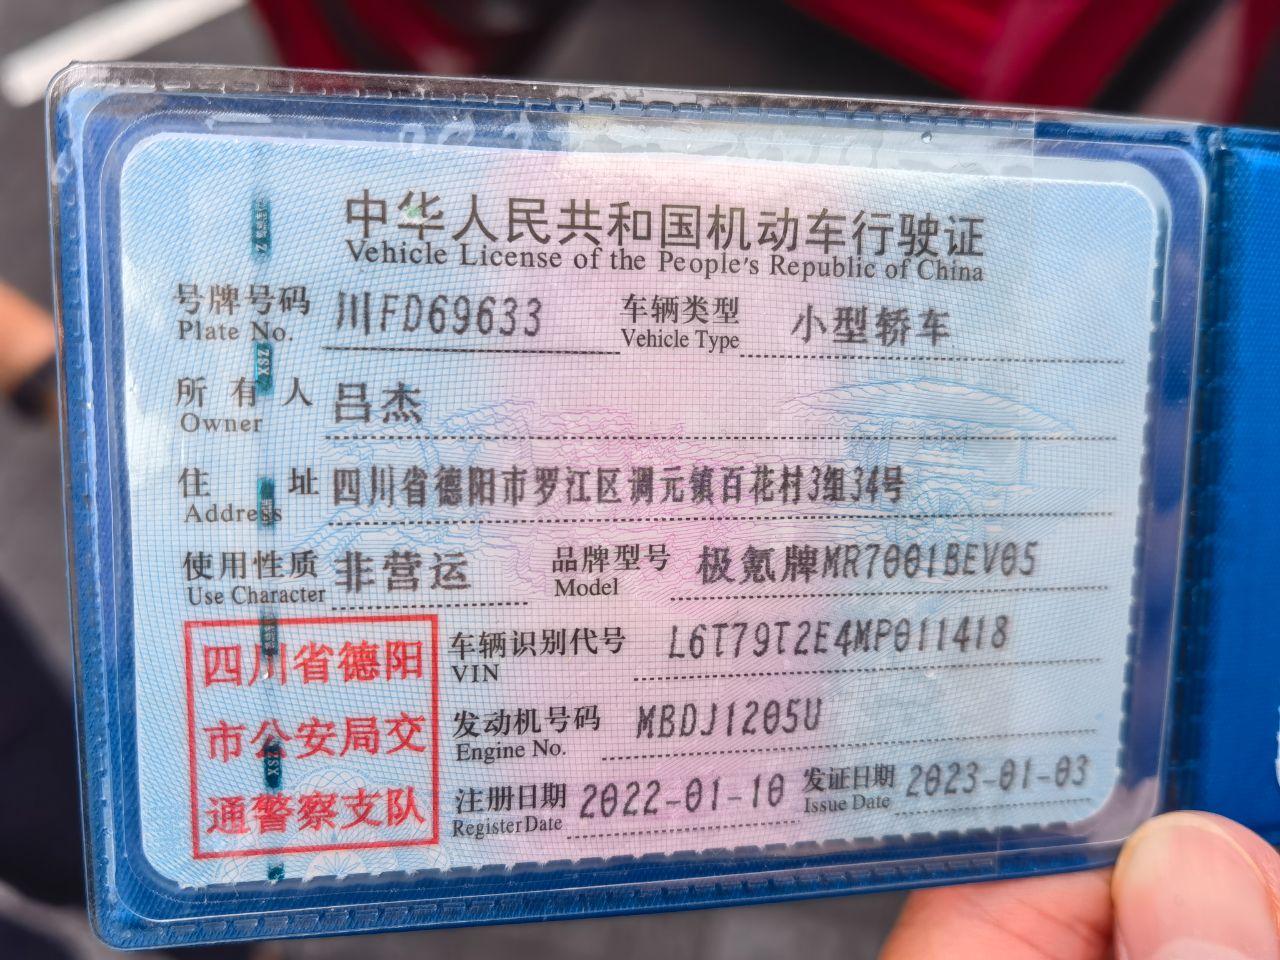 中华人民共和国机动车行驶证
Vehicle License of the People's Republic of China
号牌号码 川FD69633 车辆类型 小型轿车
Plate No. Vehicle Type
所有人 吕杰
Owner
住址 四川省德阳市罗江区调元镇百花村3组34号
Address
使用性质 非营运 品牌型号 极氪牌MR7001BEV05
Use Character Model
四川省德阳
市公安局交
通警察支队
车辆识别代号 L6T79T2E4MP011418
VIN
发动机号码 MBDJ1205U
Engine No.
注册日期 2022-01-10 发证日期 2023-01-03
Register Date Issue Date